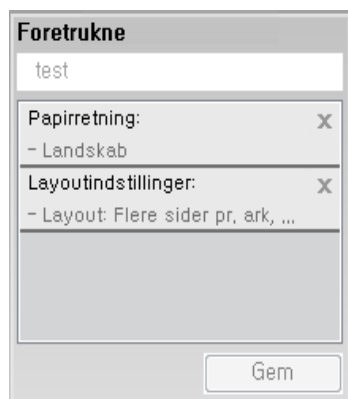 Foretrukne
test
Papirretning:
x
- Landskab
Layoutindstillinger:
x
- Layout: Flere sider pr, ark, ...
Gem